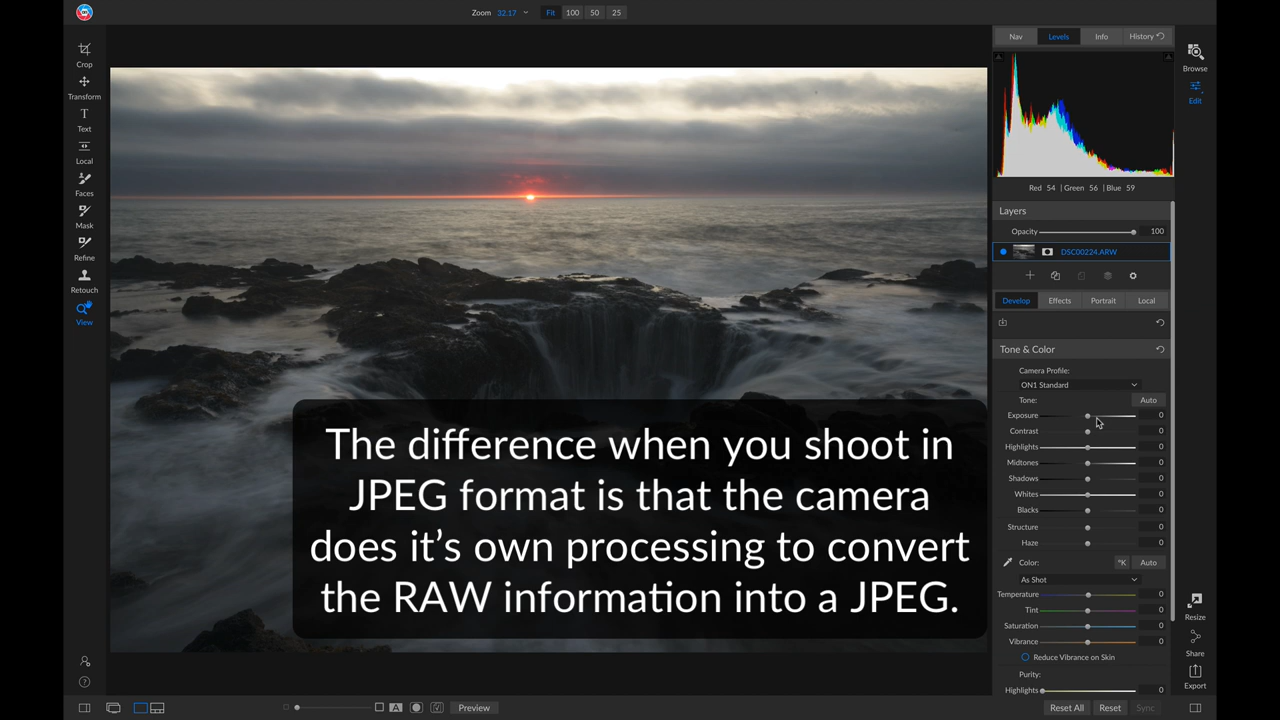 Zoom 32.17 Fit 100 50 25
Crop
Transform
Text
Local
Faces
Mask
Refine
Retouch
View
The difference when you shoot in
JPEG format is that the camera
does it’s own processing to convert
the RAW information into a JPEG.
Preview
Nav Levels Info History
Red 54 | Green 56 | Blue 59
Layers
Opacity 100
DSC00224.ARW
Develop Effects Portrait Local
Tone & Color
Camera Profile:
ON1 Standard
Tone: Auto
Exposure 0
Contrast 0
Highlights 0
Midtones 0
Shadows 0
Whites 0
Blacks 0
Structure 0
Haze 0
Color: °K Auto
As Shot
Temperature 0
Tint 0
Saturation 0
Vibrance 0
Reduce Vibrance on Skin
Purity:
Highlights 0
Reset All Reset Sync
Browse
Edit
Resize
Share
Export